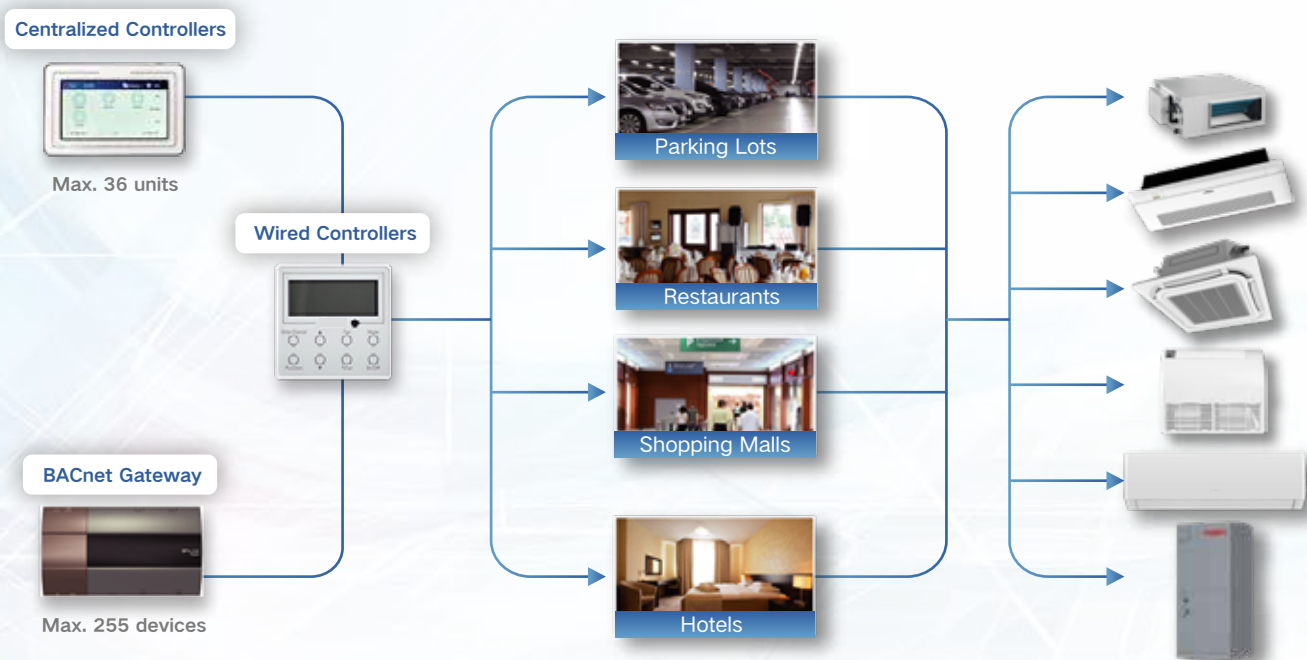 Centralized Controllers
Max. 36 units
Wired Controllers
BACnet Gateway
Max. 255 devices
Parking Lots
Restaurants
Shopping Malls
Hotels